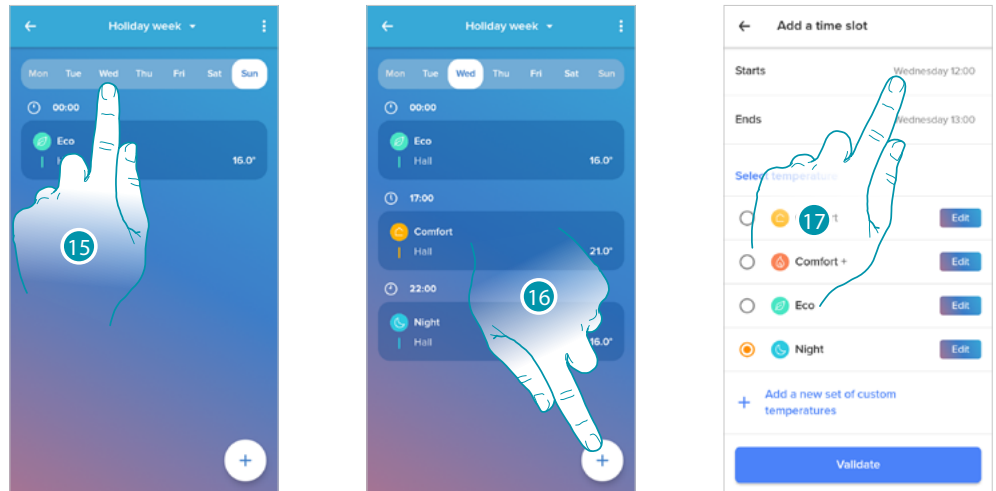 Holiday week
Mon Tue Wed Thu Fri Sat Sun
00:00
Eco
16.0°
15
Holiday week
Mon Tue Wed Thu Fri Sat Sun
00:00
Eco
Hall
16.0°
17:00
Comfort
Hall
21.0°
22:00
Night
Hall
16.0°
16
Add a time slot
Starts Wednesday 12:00
Ends Wednesday 13:00
Select temperature
17
Edit
Comfort + Edit
Eco Edit
Night Edit
Add a new set of custom
temperatures
Validate